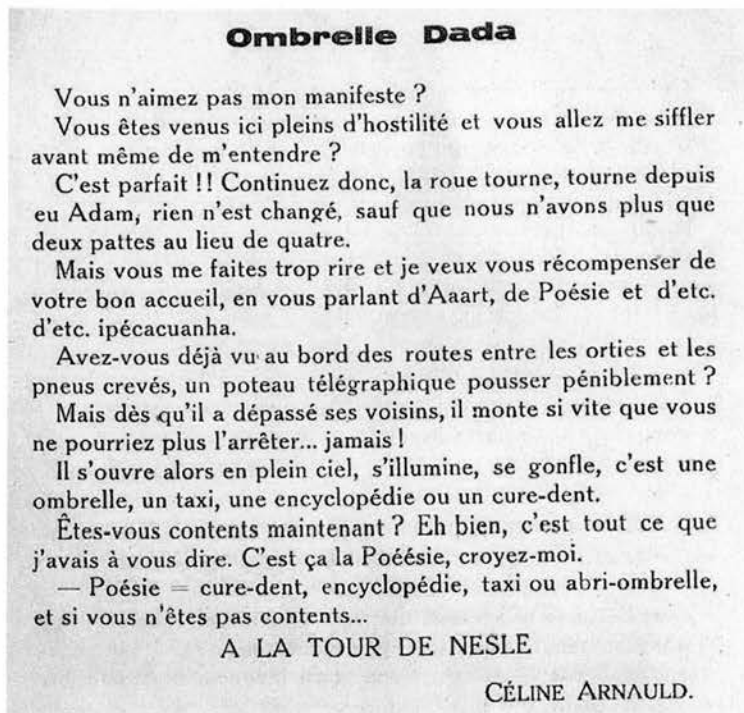 Ombrelle Dada
Vous n'aimez pas mon manifeste ?
Vous êtes venus ici pleins d'hostilité et vous allez me siffler
avant même de m'entendre ?
C'est parfait !! Continuez donc, la roue tourne, tourne depuis
eu Adam, rien n'est changé, sauf que nous n'avons plus que
deux pattes au lieu de quatre.
Mais vous me faites trop rire et je veux vous récompenser de
votre bon accueil, en vous parlant d'Aaart, de Poésie et d'etc.
d'etc. ipécacuanha.
Avez-vous déjà vu au bord des routes entre les orties et les
pneus crevés, un poteau télégraphique pousser péniblement ?
Mais dès qu'il a dépassé ses voisins, il monte si vite que vous
ne pourriez plus l'arrêter... jamais !
Il s'ouvre alors en plein ciel, s'illumine, se gonfle, c'est une
ombrelle, un taxi, une encyclopédie ou un cure-dent.
Êtes-vous contents maintenant ? Eh bien, c'est tout ce que
j'avais à vous dire. C'est ça la Poéésie, croyez-moi.
— Poésie = cure-dent, encyclopédie, taxi ou abri-ombrelle,
et si vous n'êtes pas contents...
A LA TOUR DE NESLE
CÉLINE ARNAULD.